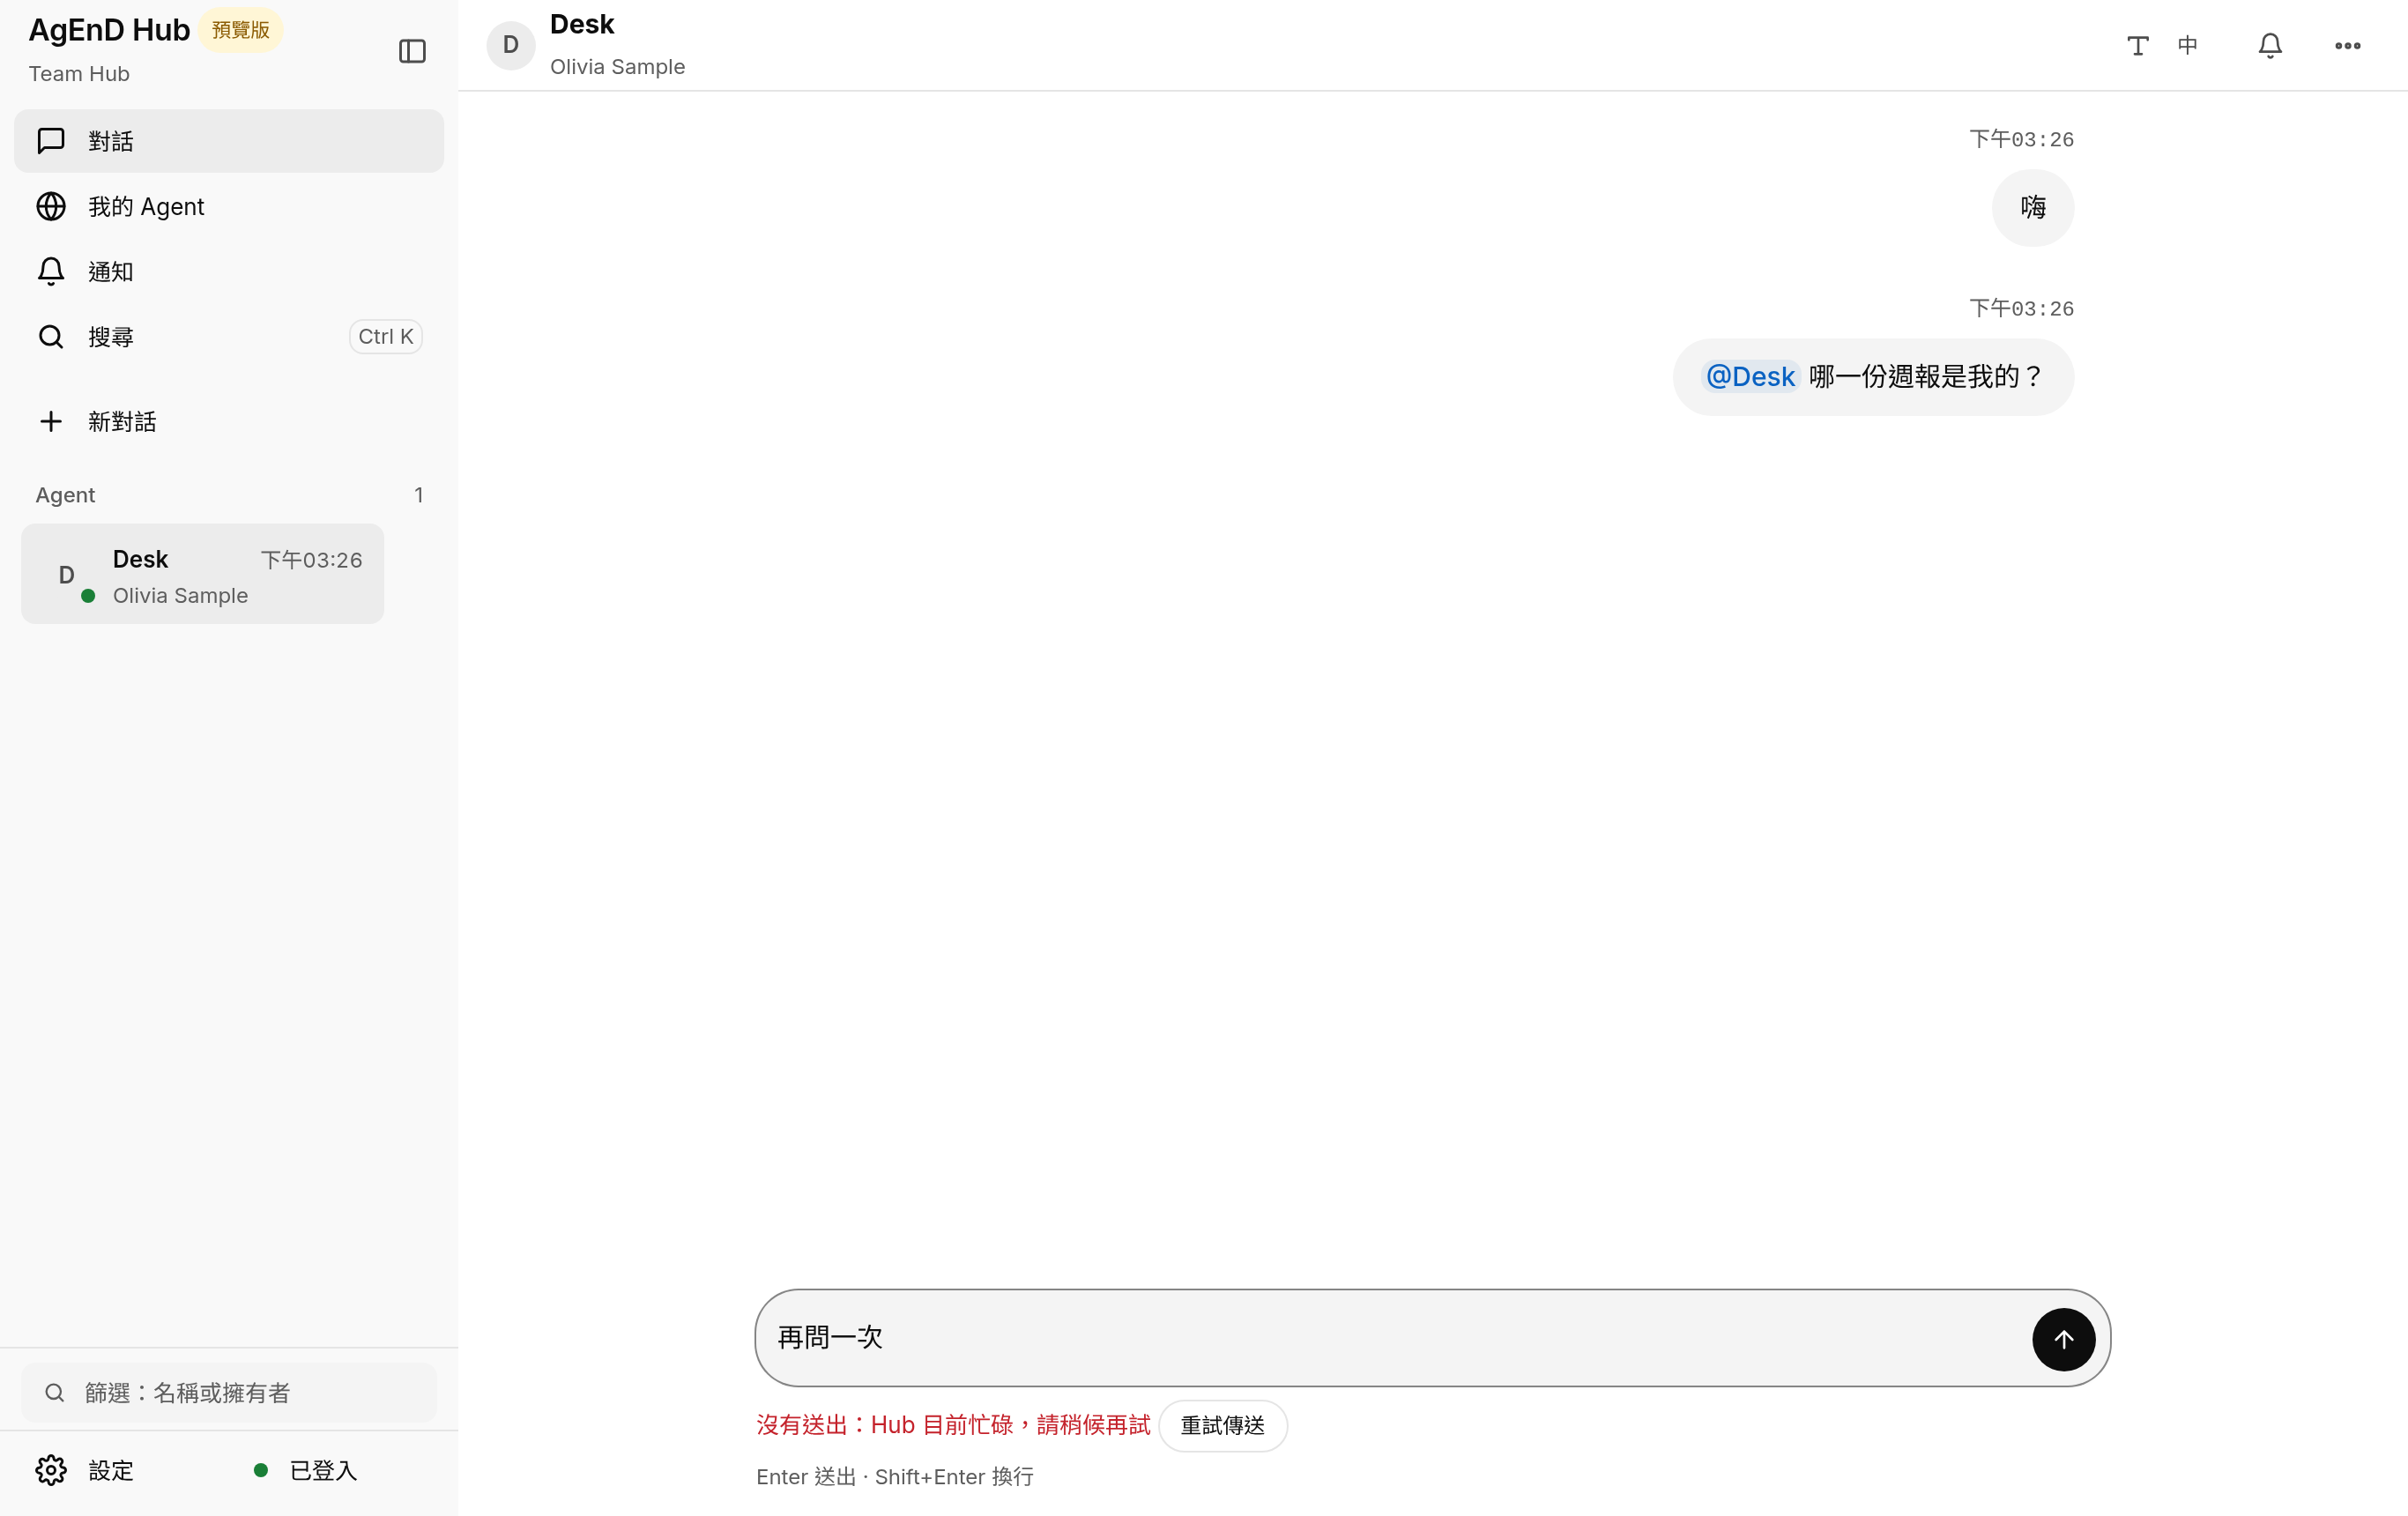 AgEnD Hub 預覽版
Team Hub
對話
我的 Agent
通知
搜尋 Ctrl K
新對話
Agent 1
D Desk 下午03:26
Olivia Sample
篩選：名稱或擁有者
設定 已登入
D Desk
Olivia Sample
中
下午03:26
嗨
下午03:26
@Desk 哪一份週報是我的？
再問一次
沒有送出：Hub 目前忙碌，請稍候再試 重試傳送
Enter 送出 · Shift+Enter 換行